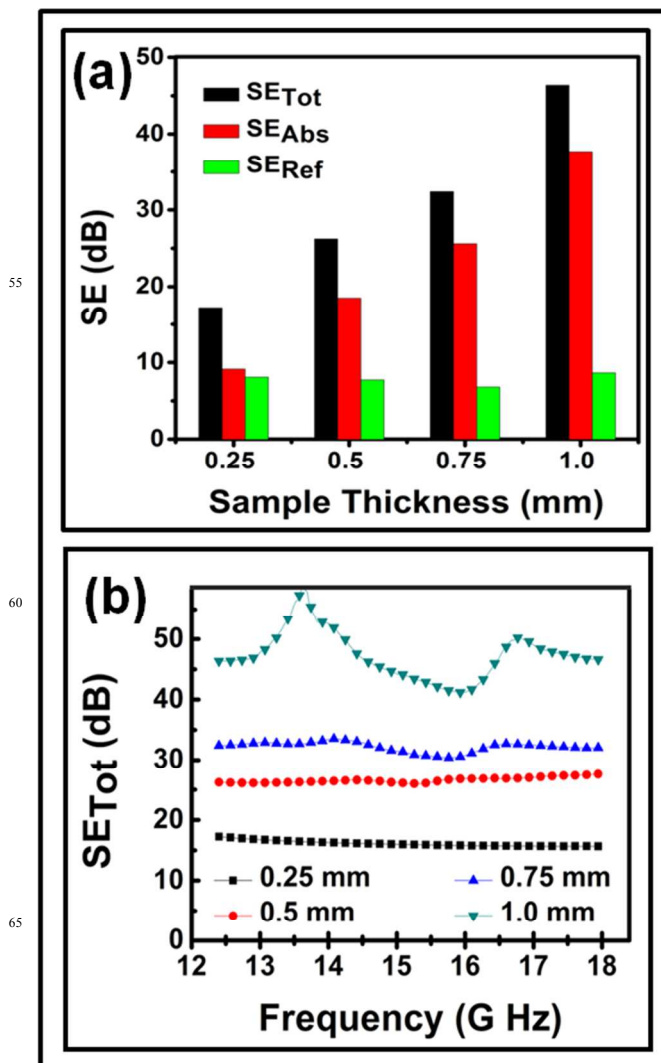 (a)
SETot
SEAbs
SERef
50
40
30
20
10
0
SE (dB)
0.25 0.5 0.75 1.0
Sample Thickness (mm)
55
(b)
60
50
40
30
20
10
0
SETot (dB)
0.25 mm 0.75 mm
0.5 mm 1.0 mm
65
12 13 14 15 16 17 18
Frequency (G Hz)